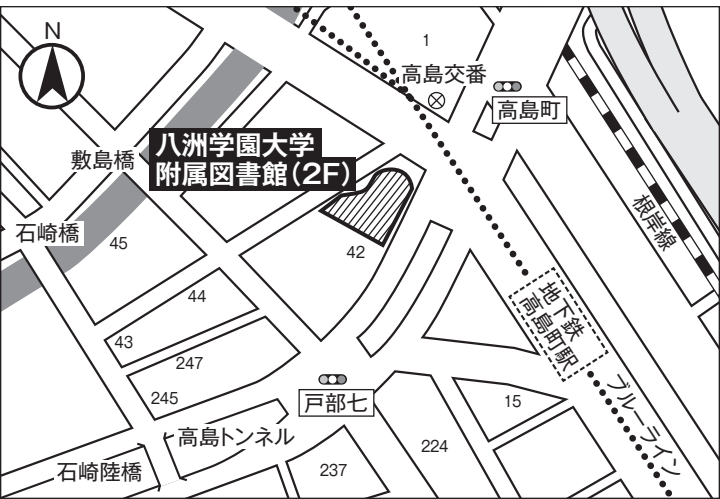 N
1
高島交番
高島町
八洲学園大学
附属図書館(2F)
敷島橋
石崎橋
根岸線
45
42
44
地下鉄
高島町駅
43
247
245
戸部七
ブルーライン
15
高島トンネル
224
石崎陸橋
237